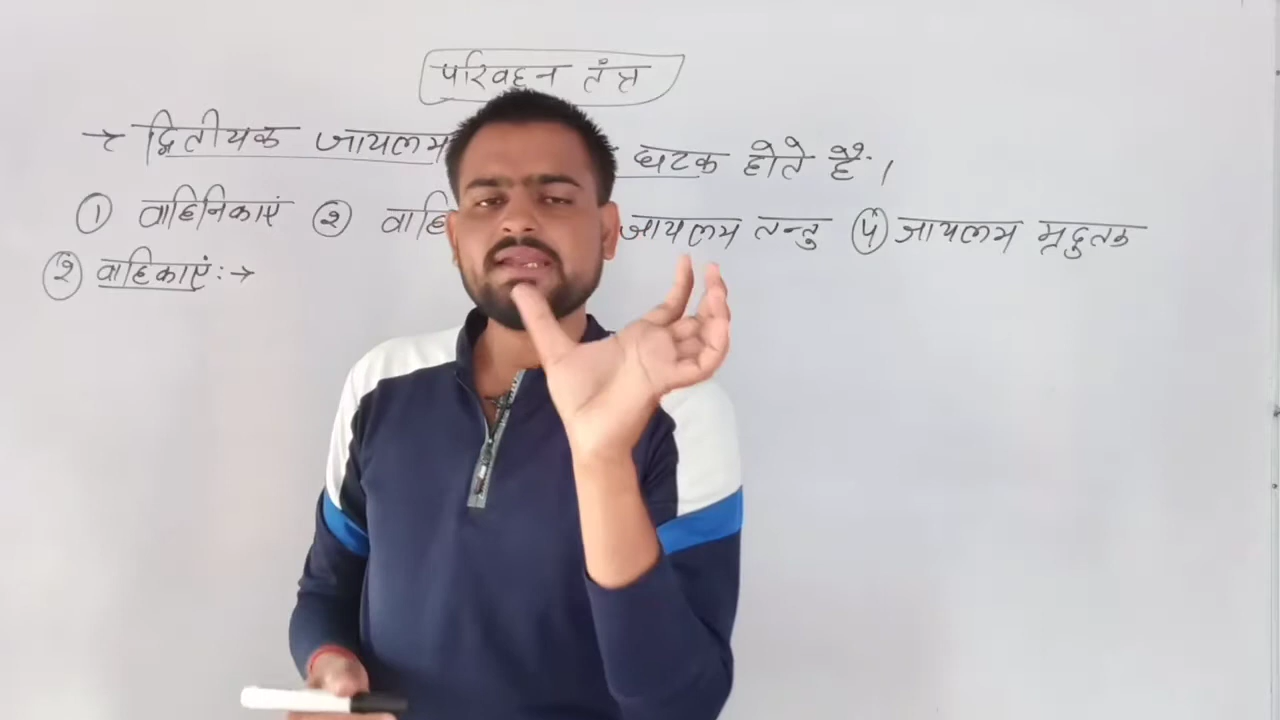 परिवहन तंत्र
→ द्वितीयक जायलम घटक होते हैं।
① वाहिनिकाएं ② जायलम तन्तु ④ जायलम मृदुतक
② वाहिकाएं :→